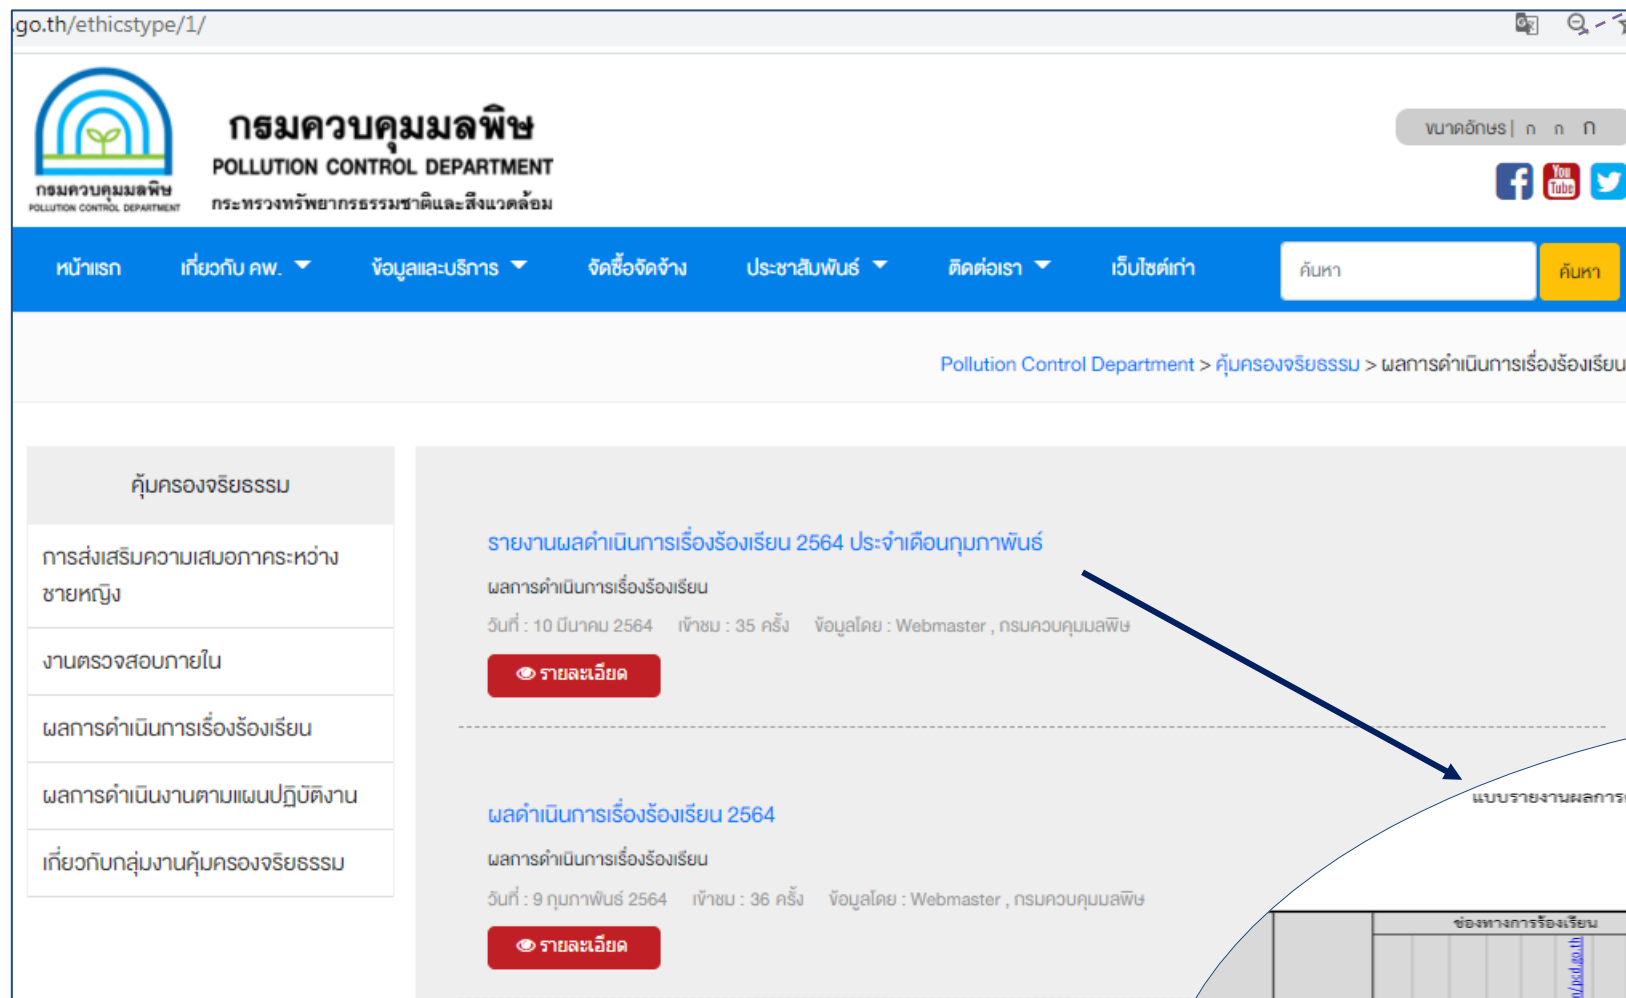 .go.th/ethicstype/1/
กรมควบคุมมลพิษ
POLLUTION CONTROL DEPARTMENT
กระทรวงทรัพยากรธรรมชาติและสิ่งแวดล้อม
กรมควบคุมมลพิษ
POLLUTION CONTROL DEPARTMENT
ขนาดอักษร| ก ก ก
You
Tube
หน้าแรก เกี่ยวกับ คพ. ข้อมูลและบริการ จัดซื้อจัดจ้าง ประชาสัมพันธ์ ติดต่อเรา เว็บไซต์เก่า ค้นหา ค้นหา
Pollution Control Department > คุ้มครองจริยธรรม > ผลการดำเนินการเรื่องร้องเรียน
คุ้มครองจริยธรรม
การส่งเสริมความเสมอภาคระหว่าง
ชายหญิง
งานตรวจสอบภายใน
ผลการดำเนินการเรื่องร้องเรียน
ผลการดำเนินงานตามแผนปฏิบัติงาน
เกี่ยวกับกลุ่มงานคุ้มครองจริยธรรม
รายงานผลดำเนินการเรื่องร้องเรียน 2564 ประจำเดือนกุมภาพันธ์
ผลการดำเนินการเรื่องร้องเรียน
วันที่ : 10 มีนาคม 2564 เข้าชม : 35 ครั้ง ข้อมูลโดย : Webmaster , กรมควบคุมมลพิษ
รายละเอียด
ผลดำเนินการเรื่องร้องเรียน 2564
ผลการดำเนินการเรื่องร้องเรียน
วันที่ : 9 กุมภาพันธ์ 2564 เข้าชม : 36 ครั้ง ข้อมูลโดย : Webmaster , กรมควบคุมมลพิษ
รายละเอียด
แบบรายงานผลการ
ช่องทางการร้องเรียน
/pcd.go.th